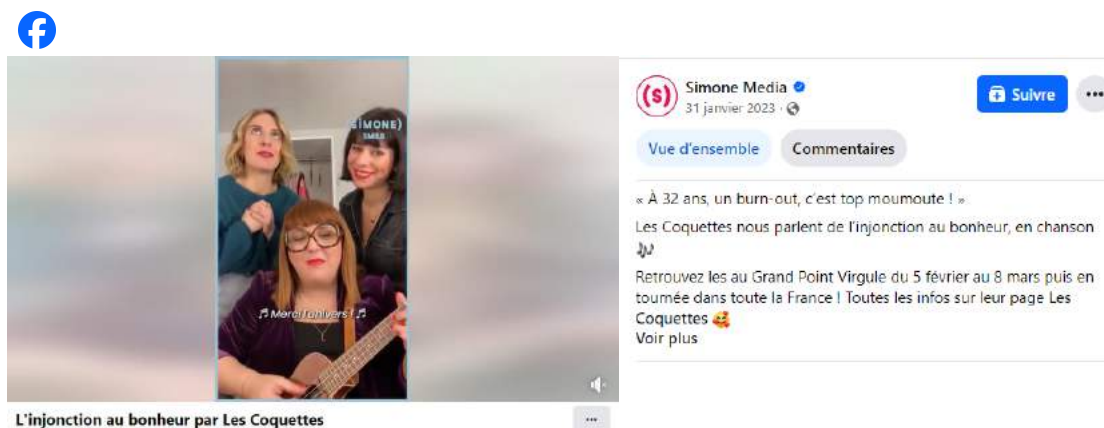 (SIMONE)
SMILE
♫ Merci l'univers ! ♫
L'injonction au bonheur par Les Coquettes
(s)
Simone Media
31 janvier 2023 ·
Suivre
Vue d'ensemble
Commentaires
« À 32 ans, un burn-out, c'est top moumoute ! »
Les Coquettes nous parlent de l'injonction au bonheur, en chanson
Retrouvez les au Grand Point Virgule du 5 février au 8 mars puis en
tournée dans toute la France ! Toutes les infos sur leur page Les
Coquettes 🥰
Voir plus